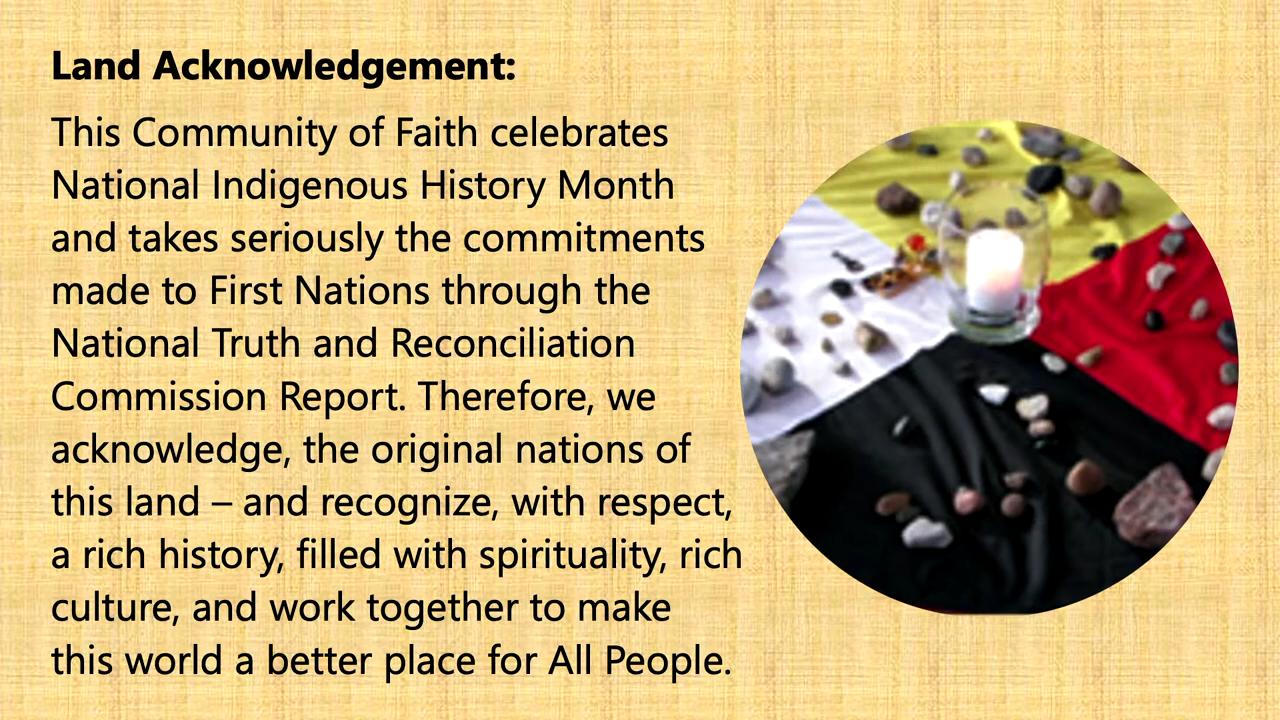 Land Acknowledgement:
This Community of Faith celebrates
National Indigenous History Month
and takes seriously the commitments
made to First Nations through the
National Truth and Reconciliation
Commission Report. Therefore, we
acknowledge, the original nations of
this land – and recognize, with respect,
a rich history, filled with spirituality, rich
culture, and work together to make
this world a better place for All People.